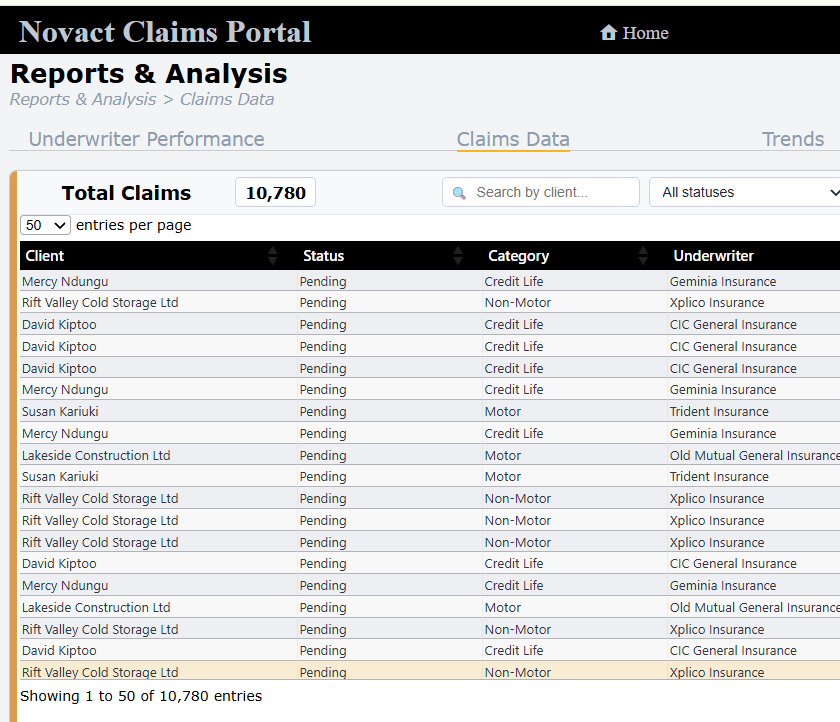 Novact Claims Portal Home
Reports & Analysis
Reports & Analysis > Claims Data
Underwriter Performance Claims Data Trends
Total Claims 10,780 Search by client... All statuses
50 entries per page
Client Status Category Underwriter
Mercy Ndungu Pending Credit Life Geminia Insurance
Rift Valley Cold Storage Ltd Pending Non-Motor Xplico Insurance
David Kiptoo Pending Credit Life CIC General Insurance
David Kiptoo Pending Credit Life CIC General Insurance
David Kiptoo Pending Credit Life CIC General Insurance
Mercy Ndungu Pending Credit Life Geminia Insurance
Susan Kariuki Pending Motor Trident Insurance
Mercy Ndungu Pending Credit Life Geminia Insurance
Lakeside Construction Ltd Pending Motor Old Mutual General Insurance
Susan Kariuki Pending Motor Trident Insurance
Rift Valley Cold Storage Ltd Pending Non-Motor Xplico Insurance
Rift Valley Cold Storage Ltd Pending Non-Motor Xplico Insurance
Rift Valley Cold Storage Ltd Pending Non-Motor Xplico Insurance
David Kiptoo Pending Credit Life CIC General Insurance
Mercy Ndungu Pending Credit Life Geminia Insurance
Lakeside Construction Ltd Pending Motor Old Mutual General Insurance
Rift Valley Cold Storage Ltd Pending Non-Motor Xplico Insurance
David Kiptoo Pending Credit Life CIC General Insurance
Rift Valley Cold Storage Ltd Pending Non-Motor Xplico Insurance
Showing 1 to 50 of 10,780 entries